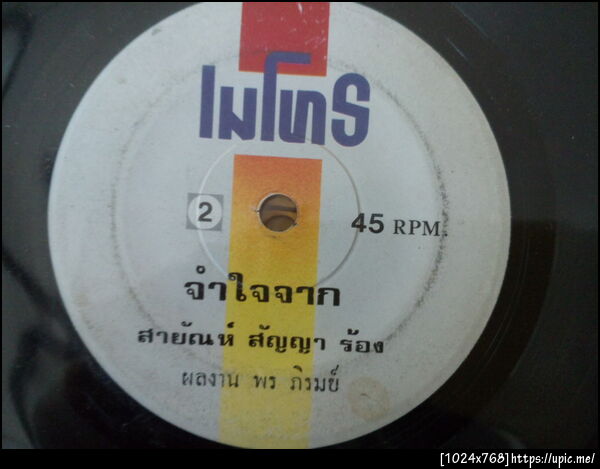 เมโทร
2
45 RPM.
จำใจจาก
สายัณห์ สัญญา ร้อง
ผลงาน พร ภิรมย์
[1024x768]https://upic.me/